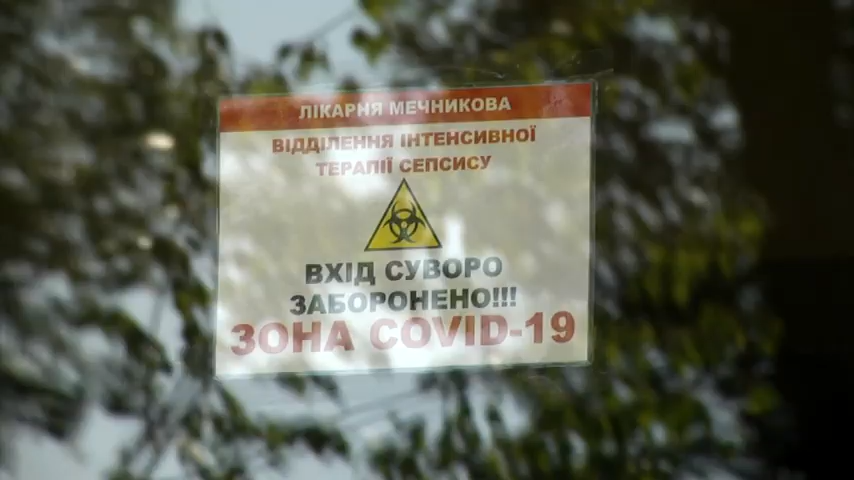 ЛІКАРНЯ МЕЧНИКОВА
ВІДДІЛЕННЯ ІНТЕНСИВНОЇ
ТЕРАПІЇ СЕПСИСУ
ВХІД СУВОРО
ЗАБОРОНЕНО!!!
ЗОНА COVID-19